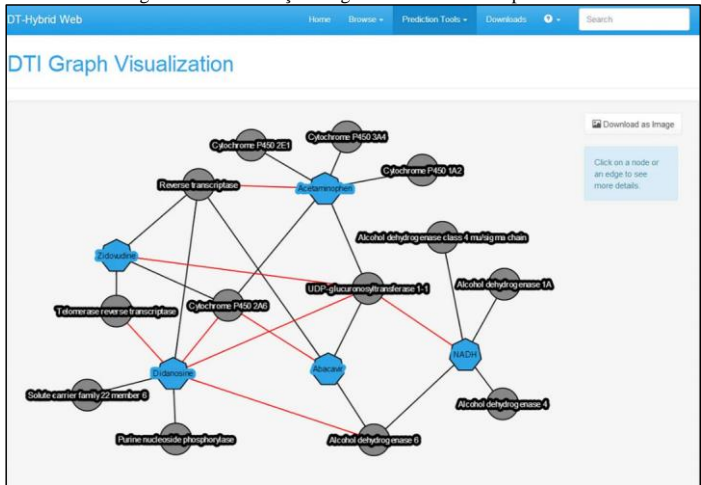 DT-Hybrid Web
Home
Browse
Prediction Tools
Downloads
?
Search
DTI Graph Visualization
Download as Image
Click on a node or
an edge to see
more details.
Cytochrome P450 3A4
Cytochrome P450 2E1
Cytochrome P450 1A2
Reverse transcriptase
Acetaminophen
Alcohol dehydrogenase class 4 mu/sigma chain
Zidovudine
UDP-glucuronosyltransferase 1-1
Alcohol dehydrogenase 1A
Telomerase reverse transcriptase
Cytochrome P450 2A6
NADH
Didanosine
Abacavir
Solute carrier family 22 member 6
Alcohol dehydrogenase 4
Purine nucleoside phosphorylase
Alcohol dehydrogenase 6